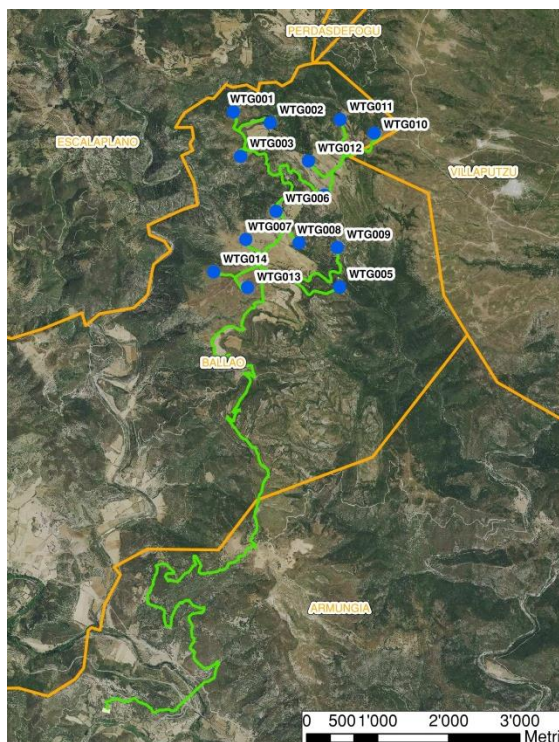 PERDASDEFOGU
WTG001
WTG002
WTG011
WTG010
ESCALAPLANO
WTG003
WTG012
VILLAPUTZU
WTG006
WTG007
WTG008
WTG009
WTG014
WTG013
WTG005
BALLAO
ARMUNGIA
0 500 1'000 2'000 3'000
Metri